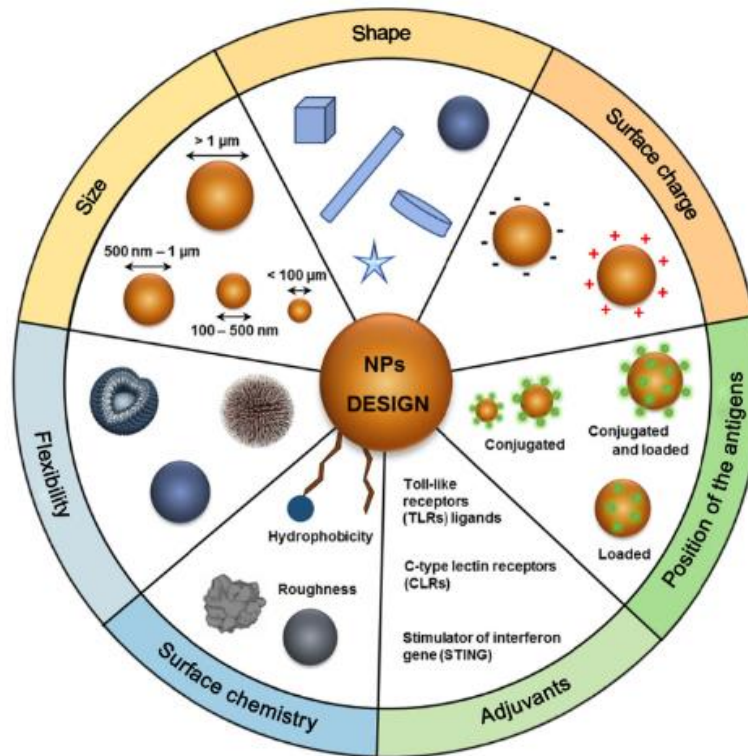 Shape
Surface charge
Position of the antigens
Adjuvants
Surface chemistry
Flexibility
Size
> 1 µm
500 nm – 1 µm
100 – 500 nm
< 100 µm
- - - - - - - -
+ + + + + + + +
NPs
DESIGN
Conjugated
Conjugated
and loaded
Loaded
Toll-like
receptors
(TLRs) ligands
C-type lectin receptors
(CLRs)
Stimulator of interferon
gene (STING)
Hydrophobicity
Roughness